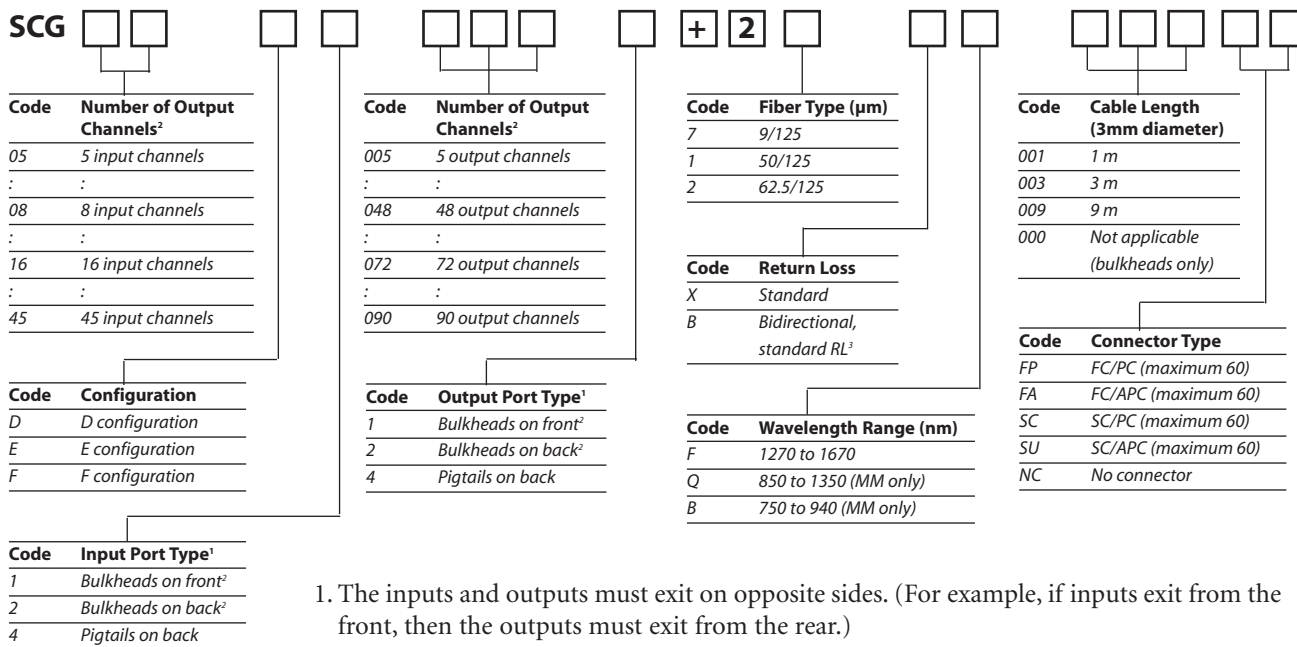 SCG + 2
Code Number of Output Channels²
05 5 input channels
: :
08 8 input channels
: :
16 16 input channels
: :
45 45 input channels
Code Configuration
D D configuration
E E configuration
F F configuration
Code Input Port Type¹
1 Bulkheads on front²
2 Bulkheads on back²
4 Pigtails on back
Code Number of Output Channels²
005 5 output channels
: :
048 48 output channels
: :
072 72 output channels
: :
090 90 output channels
Code Output Port Type¹
1 Bulkheads on front²
2 Bulkheads on back²
4 Pigtails on back
Code Fiber Type (µm)
7 9/125
1 50/125
2 62.5/125
Code Return Loss
X Standard
B Bidirectional,
standard RL³
Code Wavelength Range (nm)
F 1270 to 1670
Q 850 to 1350 (MM only)
B 750 to 940 (MM only)
Code Cable Length
(3mm diameter)
001 1 m
003 3 m
009 9 m
000 Not applicable
(bulkheads only)
Code Connector Type
FP FC/PC (maximum 60)
FA FC/APC (maximum 60)
SC SC/PC (maximum 60)
SU SC/APC (maximum 60)
NC No connector
1. The inputs and outputs must exit on opposite sides. (For example, if inputs exit from the
front, then the outputs must exit from the rear.)